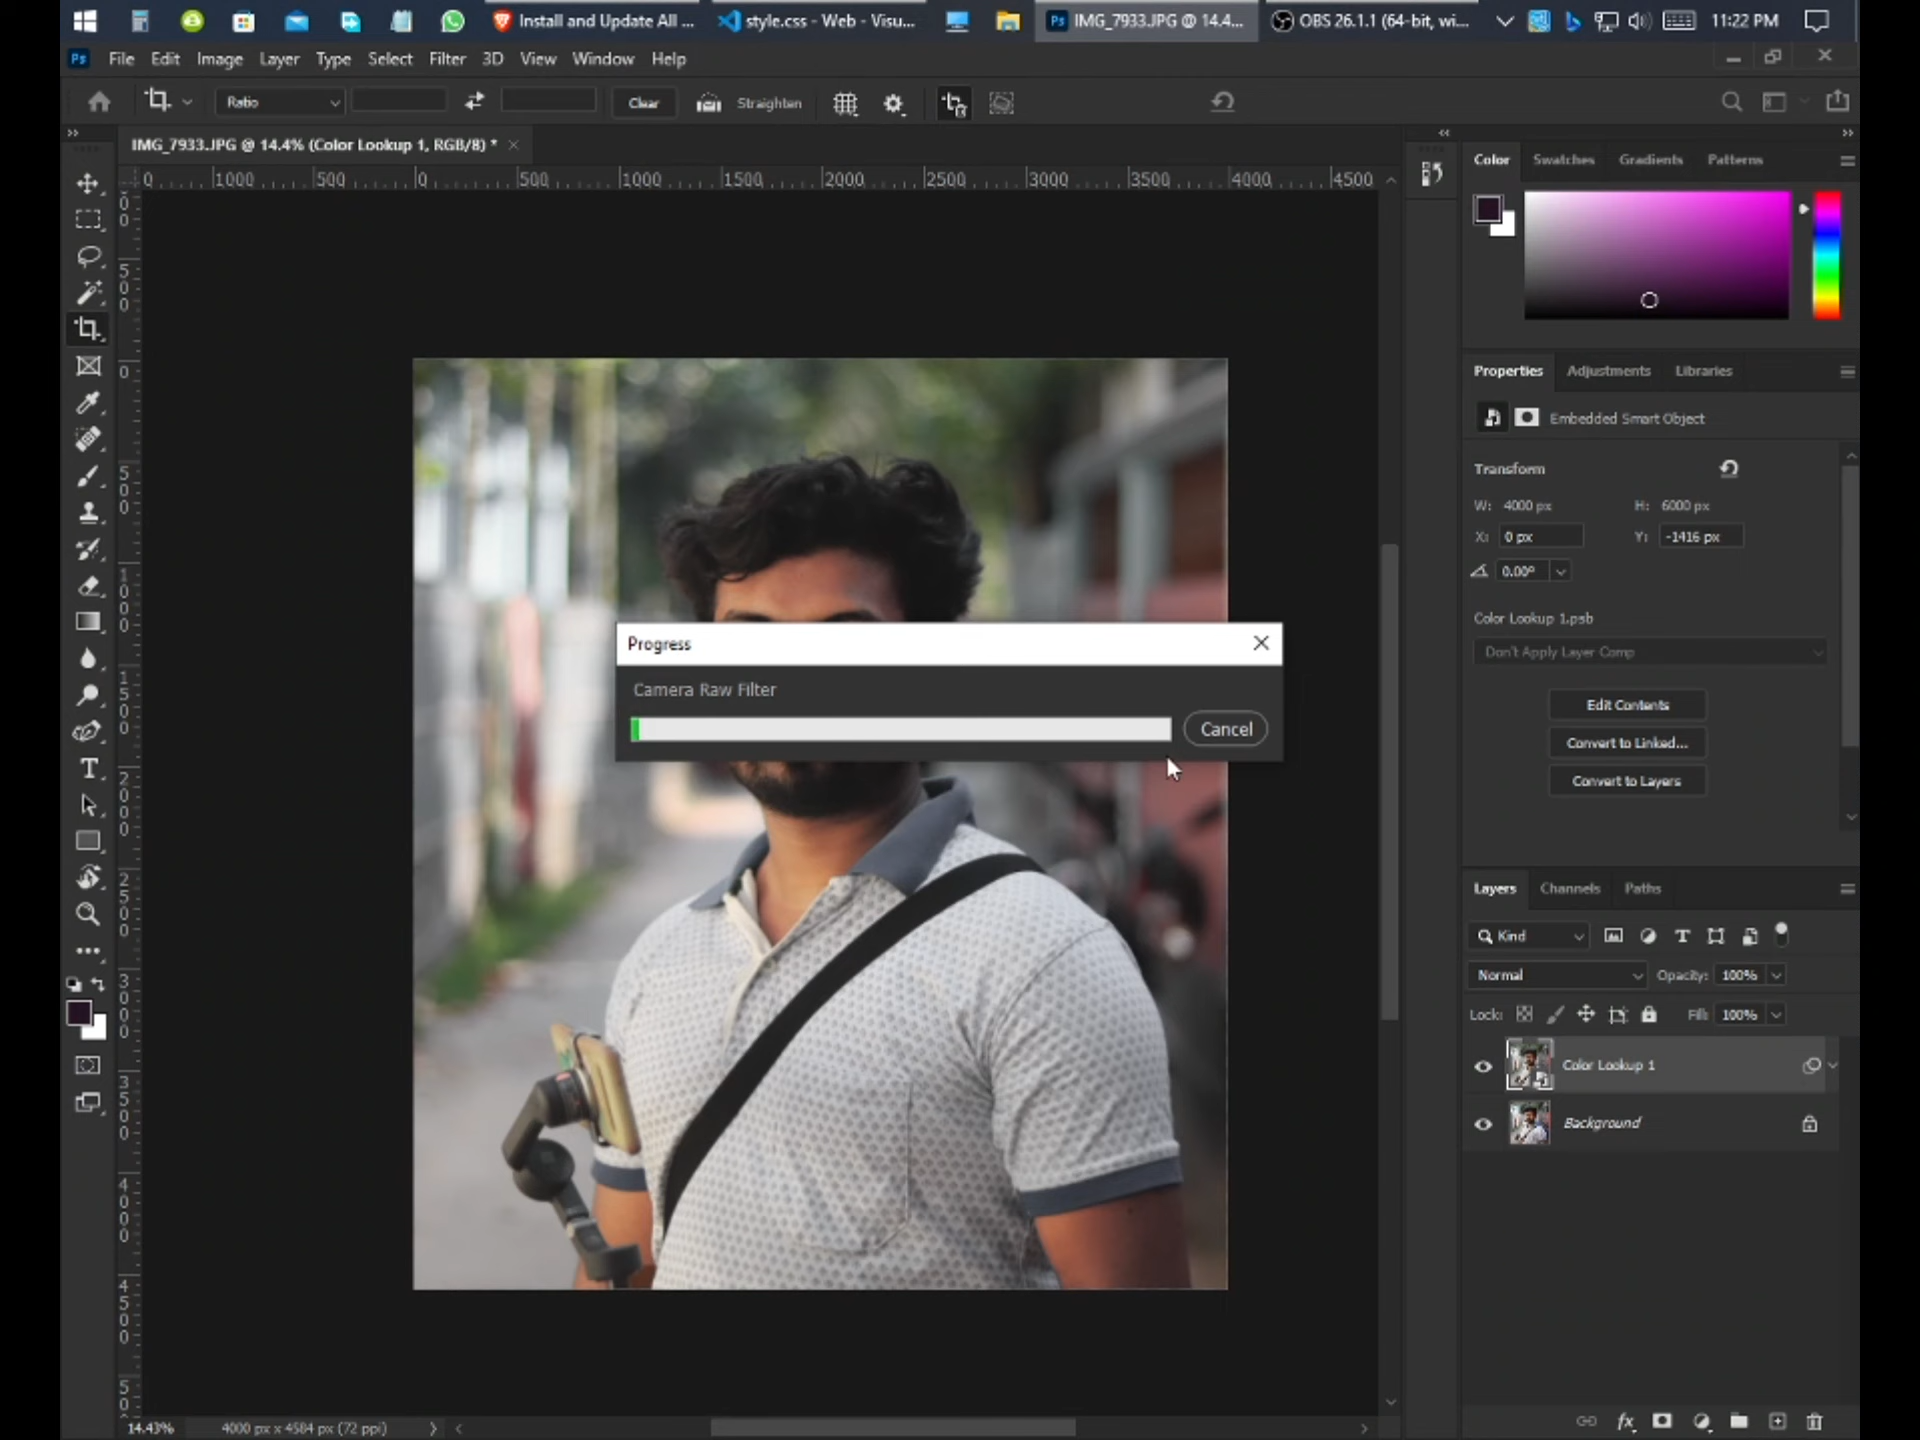 Install and Update All ...
style.css - Web - Visu...
IMG_7933.JPG @ 14.4...
OBS 26.1.1 (64-bit, wi...
11:22 PM
Ps File Edit Image Layer Type Select Filter 3D View Window Help
Ratio Clear Straighten
IMG_7933.JPG @ 14.4% (Color Lookup 1, RGB/8) *
0 1000 500 0 500 1000 1500 2000 2500 3000 3500 4000 4500
Color Swatches Gradients Patterns
Properties Adjustments Libraries
Embedded Smart Object
Transform
W: 4000 px H: 6000 px
X: 0 px Y: -1416 px
0.00°
Color Lookup 1.psb
Don't Apply Layer Comp
Edit Contents
Convert to Linked...
Convert to Layers
Progress
Camera Raw Filter
Cancel
Layers Channels Paths
Kind
Normal Opacity: 100%
Lock: Fill: 100%
Color Lookup 1
Background
14.43% 4000 px x 4584 px (72 ppi)